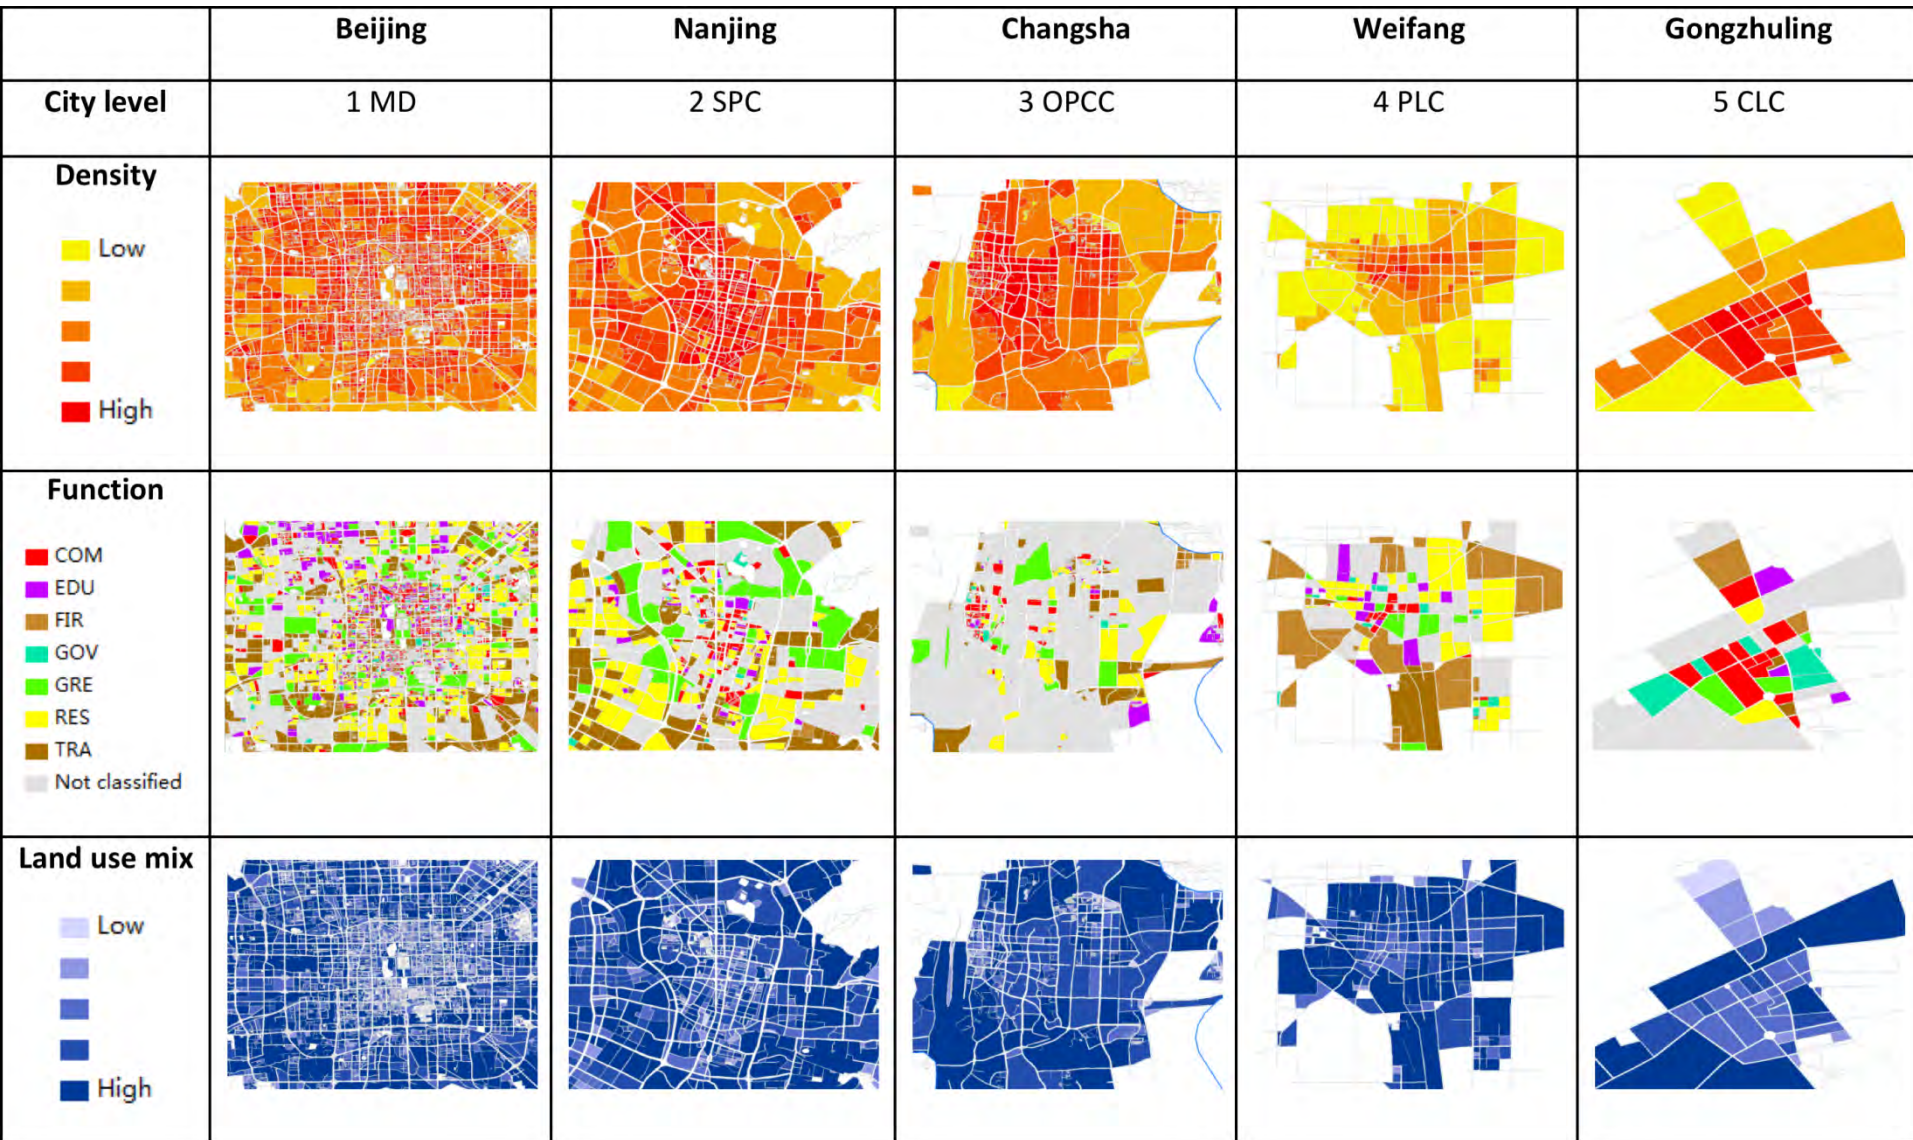 Beijing Nanjing Changsha Weifang Gongzhuling
City level 1 MD 2 SPC 3 OPCC 4 PLC 5 CLC
Density
Low
High
Function
COM
EDU
FIR
GOV
GRE
RES
TRA
Not classified
Land use mix
Low
High